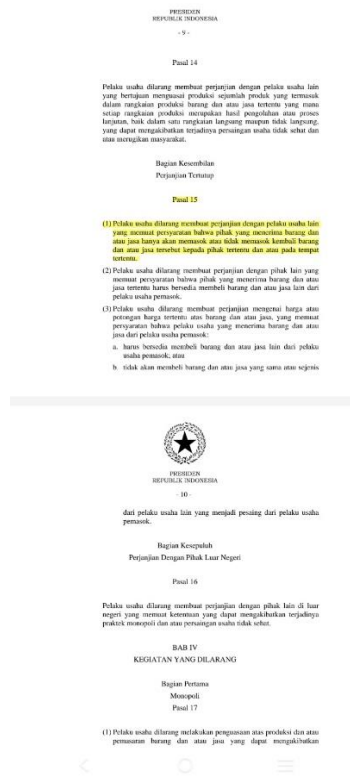 PRESIDEN
REPUBLIK INDONESIA
- 9 -
Pasal 14
Pelaku usaha dilarang membuat perjanjian dengan pelaku usaha lain
yang bertujuan menguasai produksi sejumlah produk yang termasuk
dalam rangkaian produksi barang dan atau jasa tertentu yang mana
setiap rangkaian produksi merupakan hasil pengolahan atau proses
lanjutan, baik dalam satu rangkaian langsung maupun tidak langsung,
yang dapat mengakibatkan terjadinya persaingan usaha tidak sehat dan
atau merugikan masyarakat.
Bagian Kesembilan
Perjanjian Tertutup
Pasal 15
(1) Pelaku usaha dilarang membuat perjanjian dengan pelaku usaha lain
yang memuat persyaratan bahwa pihak yang menerima barang dan
atau jasa hanya akan memasok atau tidak memasok kembali barang
dan atau jasa tersebut kepada pihak tertentu dan atau pada tempat
tertentu.
(2) Pelaku usaha dilarang membuat perjanjian dengan pihak lain yang
memuat persyaratan bahwa pihak yang menerima barang dan atau
jasa tertentu harus bersedia membeli barang dan atau jasa lain dari
pelaku usaha pemasok.
(3) Pelaku usaha dilarang membuat perjanjian mengenai harga atau
potongan harga tertentu atas barang dan atau jasa, yang memuat
persyaratan bahwa pelaku usaha yang menerima barang dan atau
jasa dari pelaku usaha pemasok:
a. harus bersedia membeli barang dan atau jasa lain dari pelaku
usaha pemasok, atau
b. tidak akan membeli barang dan atau jasa yang sama atau sejenis
PRESIDEN
REPUBLIK INDONESIA
- 10 -
dari pelaku usaha lain yang menjadi pesaing dari pelaku usaha
pemasok.
Bagian Kesepuluh
Perjanjian Dengan Pihak Luar Negeri
Pasal 16
Pelaku usaha dilarang membuat perjanjian dengan pihak lain di luar
negeri yang memuat ketentuan yang dapat mengakibatkan terjadinya
praktek monopoli dan atau persaingan usaha tidak sehat.
BAB IV
KEGIATAN YANG DILARANG
Bagian Pertama
Monopoli
Pasal 17
(1) Pelaku usaha dilarang melakukan penguasaan atas produksi dan atau
pemasaran barang dan atau jasa yang dapat mengakibatkan